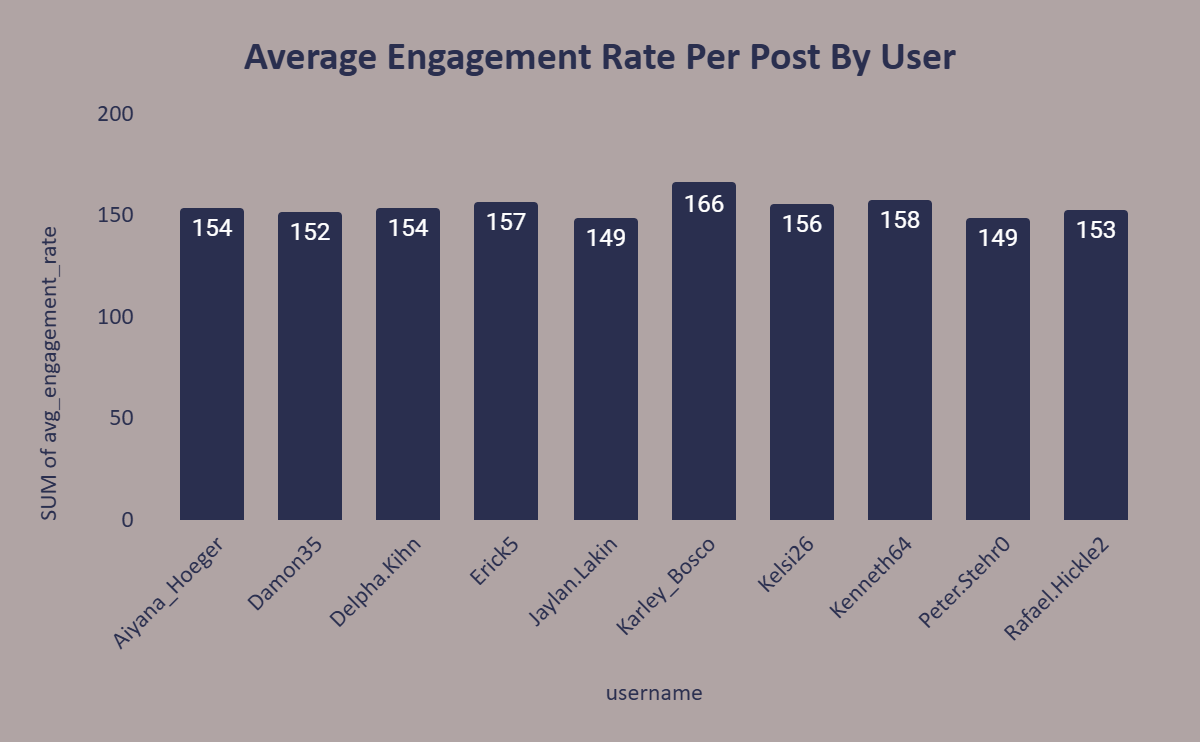 Average Engagement Rate Per Post By User
SUM of avg_engagement_rate
200
150
100
50
0
154
152
154
157
149
166
156
158
149
153
Aiyana_Hoeger
Damon35
Delpha.Kihn
Erick5
Jaylan.Lakin
Karley_Bosco
Kelsi26
Kenneth64
Peter.Stehr0
Rafael.Hickle2
username